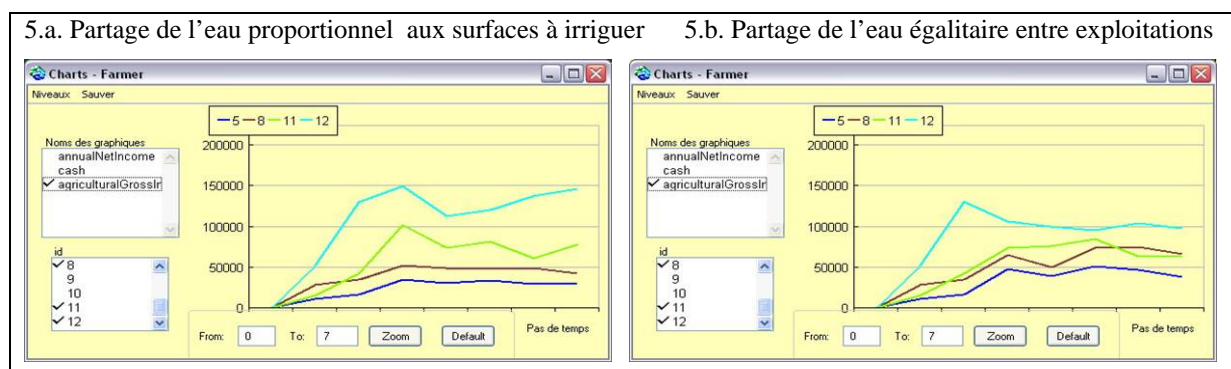 5.a. Partage de l’eau proportionnel aux surfaces à irriguer
Charts - Farmer
Niveaux Sauver
5 8 11 12
Noms des graphiques
annualNetIncome
cash
agriculturalGrossIr
id
8
9
10
11
12
200000
150000
100000
50000
0
From: 0 To: 7 Zoom Default
Pas de temps
5.b. Partage de l’eau égalitaire entre exploitations
Charts - Farmer
Niveaux Sauver
5 8 11 12
Noms des graphiques
annualNetIncome
cash
agriculturalGrossIr
id
8
9
10
11
12
200000
150000
100000
50000
0
From: 0 To: 7 Zoom Default
Pas de temps